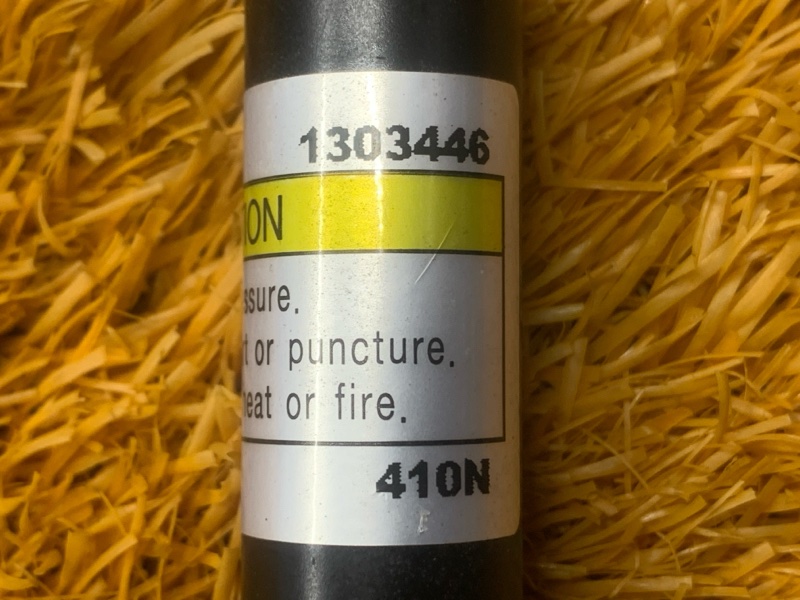 1303446
ION
ssure.
t or puncture.
eat or fire.
410N
E